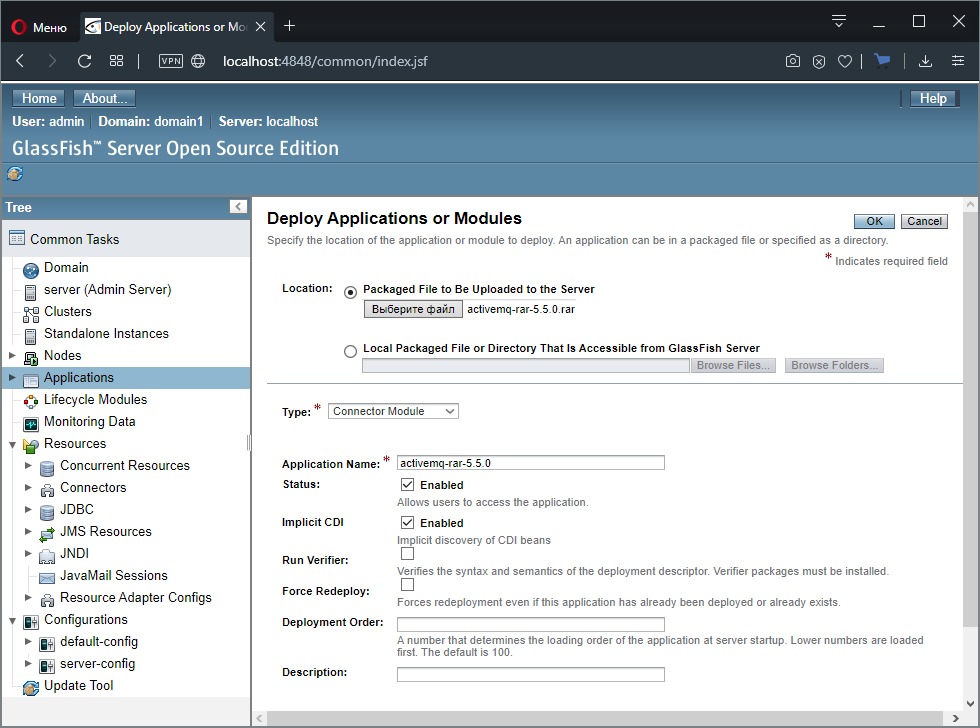 Меню
Deploy Applications or Mo
VPN
localhost:4848/common/index.jsf
Home
About...
Help
User: admin
Domain: domain1
Server: localhost
GlassFish™ Server Open Source Edition
Tree
Common Tasks
Domain
server (Admin Server)
Clusters
Standalone Instances
Nodes
Applications
Lifecycle Modules
Monitoring Data
Resources
Concurrent Resources
Connectors
JDBC
JMS Resources
JNDI
JavaMail Sessions
Resource Adapter Configs
Configurations
default-config
server-config
Update Tool
Deploy Applications or Modules
OK
Cancel
Specify the location of the application or module to deploy. An application can be in a packaged file or specified as a directory.
* Indicates required field
Location:
Packaged File to Be Uploaded to the Server
Выберите файл
activemq-rar-5.5.0.rar
Local Packaged File or Directory That Is Accessible from GlassFish Server
Browse Files...
Browse Folders...
Type: *
Connector Module
Application Name: *
activemq-rar-5.5.0
Status:
Enabled
Allows users to access the application.
Implicit CDI
Enabled
Implicit discovery of CDI beans
Run Verifier:
Verifies the syntax and semantics of the deployment descriptor. Verifier packages must be installed.
Force Redeploy:
Forces redeployment even if this application has already been deployed or already exists.
Deployment Order:
A number that determines the loading order of the application at server startup. Lower numbers are loaded
first. The default is 100.
Description: